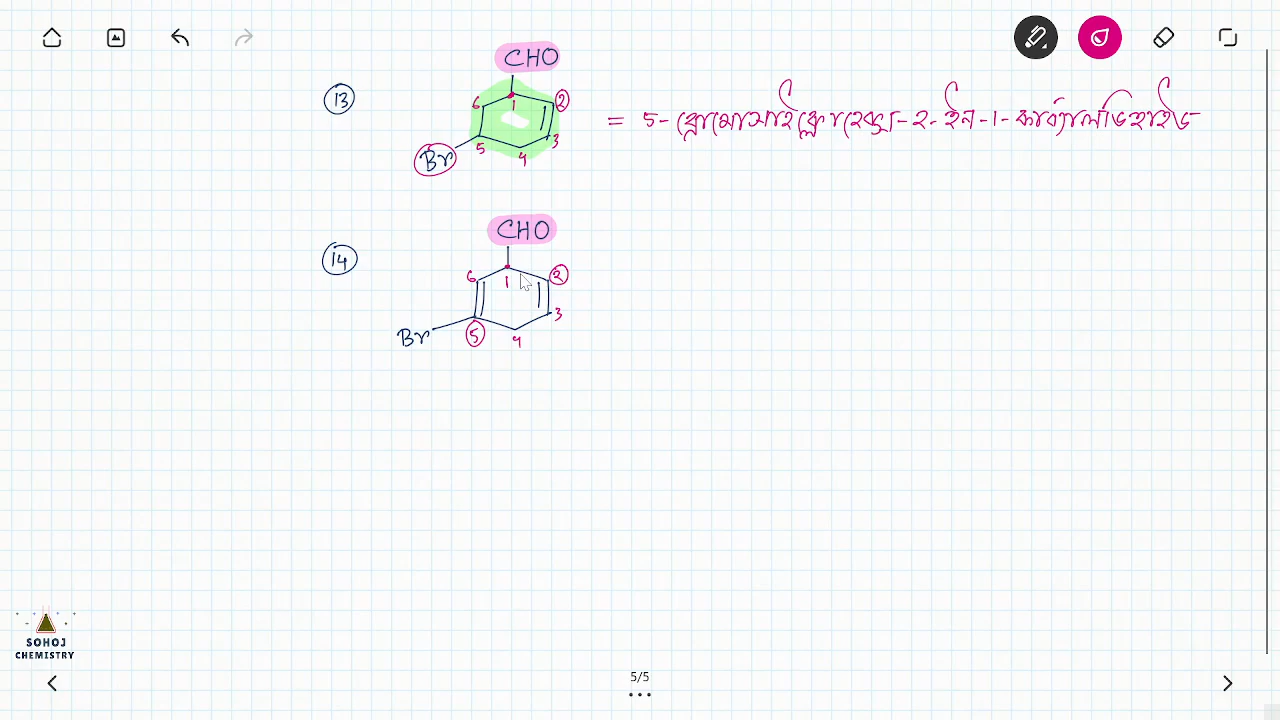 CHO
13
6 1 2
= 5-ব্রোমোসাইক্লোহেক্স-২-ইন-1-কার্ব্যালডিহাইড
5 4 3
Br
CHO
14
6 1 2
3
Br 5 4
SOHOJ
CHEMISTRY
5/5